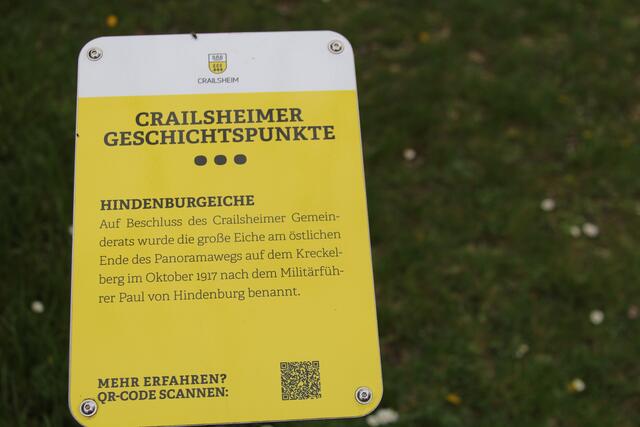 CRAILSHEIM
CRAILSHEIMER
GESCHICHTSPUNKTE
HINDENBURGEICHE
Auf Beschluss des Crailsheimer Gemein-
derats wurde die große Eiche am östlichen
Ende des Panoramawegs auf dem Kreckel-
berg im Oktober 1917 nach dem Militärfüh-
rer Paul von Hindenburg benannt.
MEHR ERFAHREN?
QR-CODE SCANNEN: